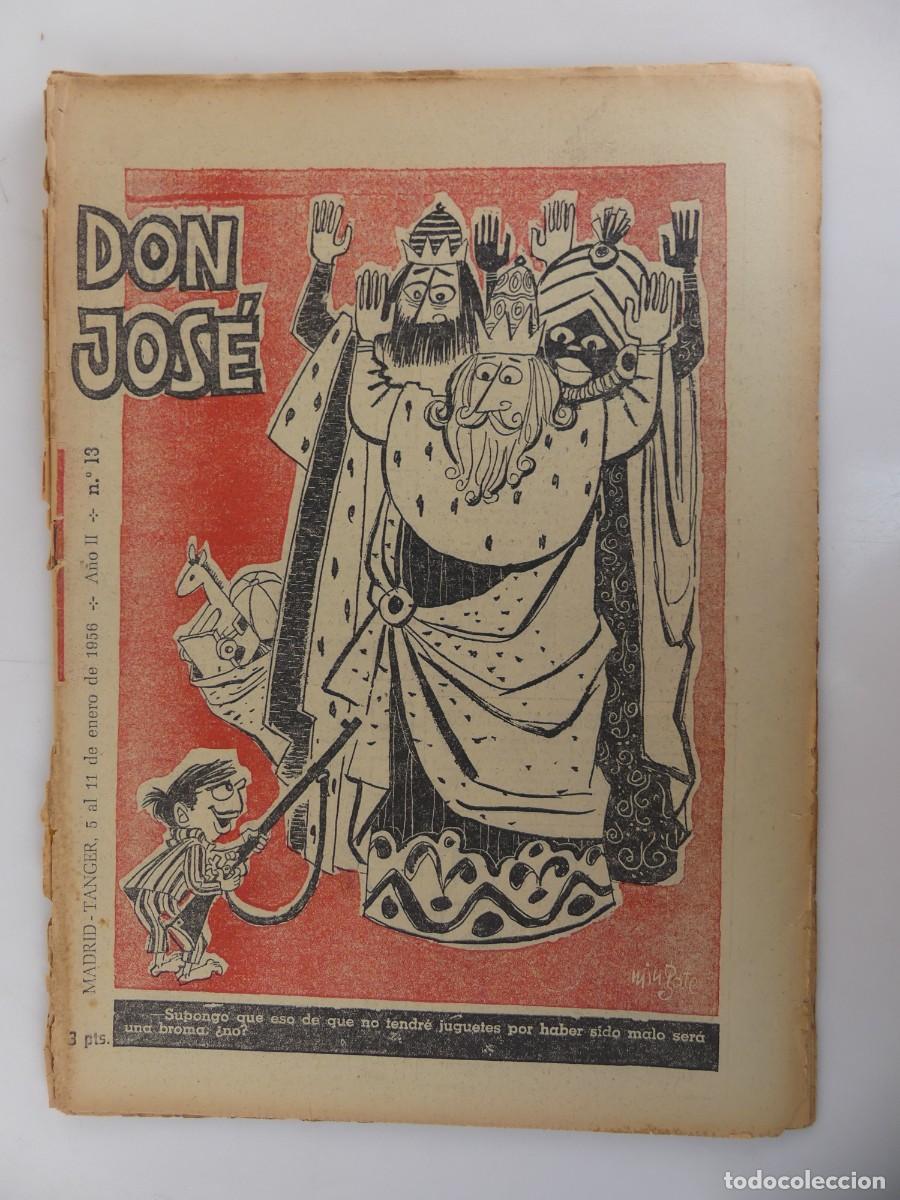 DON
JOSÉ
MADRID-TANGER, 5 al 11 de enero de 1956 ÷ Año II ÷ n.º 13
mingote
—Supongo que eso de que no tendré juguetes por haber sido malo será
una broma, ¿no?
3 pts.
todocoleccion